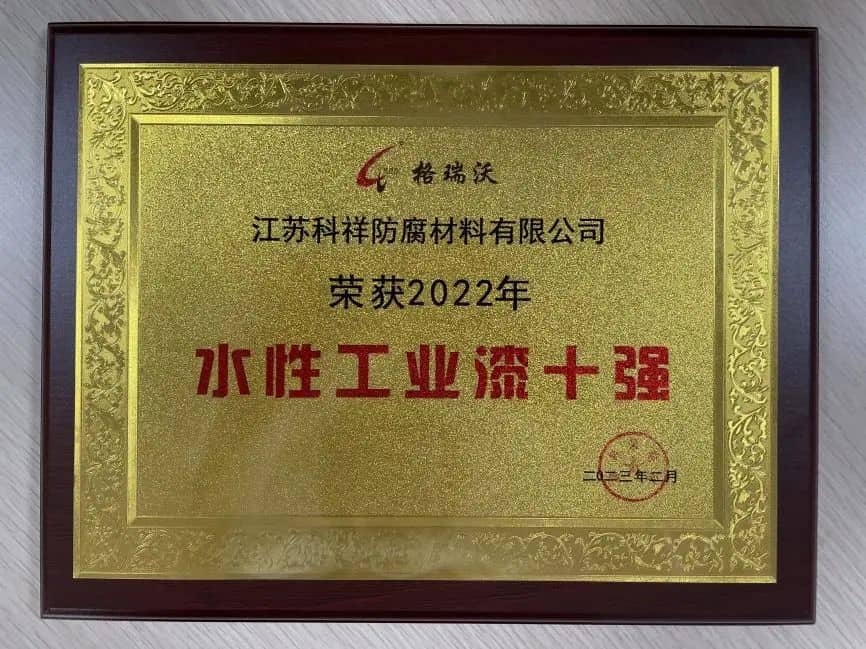 格瑞沃
江苏科祥防腐材料有限公司
荣获2022年
水性工业漆十强
二0二三年二月